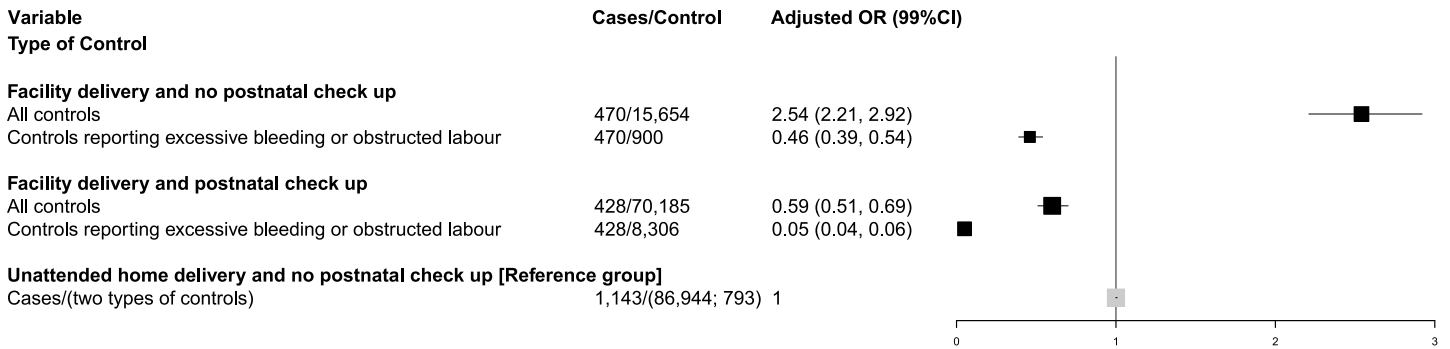 Variable Cases/Control Adjusted OR (99%CI)
Type of Control
Facility delivery and no postnatal check up
All controls 470/15,654 2.54 (2.21, 2.92)
Controls reporting excessive bleeding or obstructed labour 470/900 0.46 (0.39, 0.54)
Facility delivery and postnatal check up
All controls 428/70,185 0.59 (0.51, 0.69)
Controls reporting excessive bleeding or obstructed labour 428/8,306 0.05 (0.04, 0.06)
Unattended home delivery and no postnatal check up [Reference group]
Cases/(two types of controls) 1,143/(86,944; 793) 1
0 1 2 3